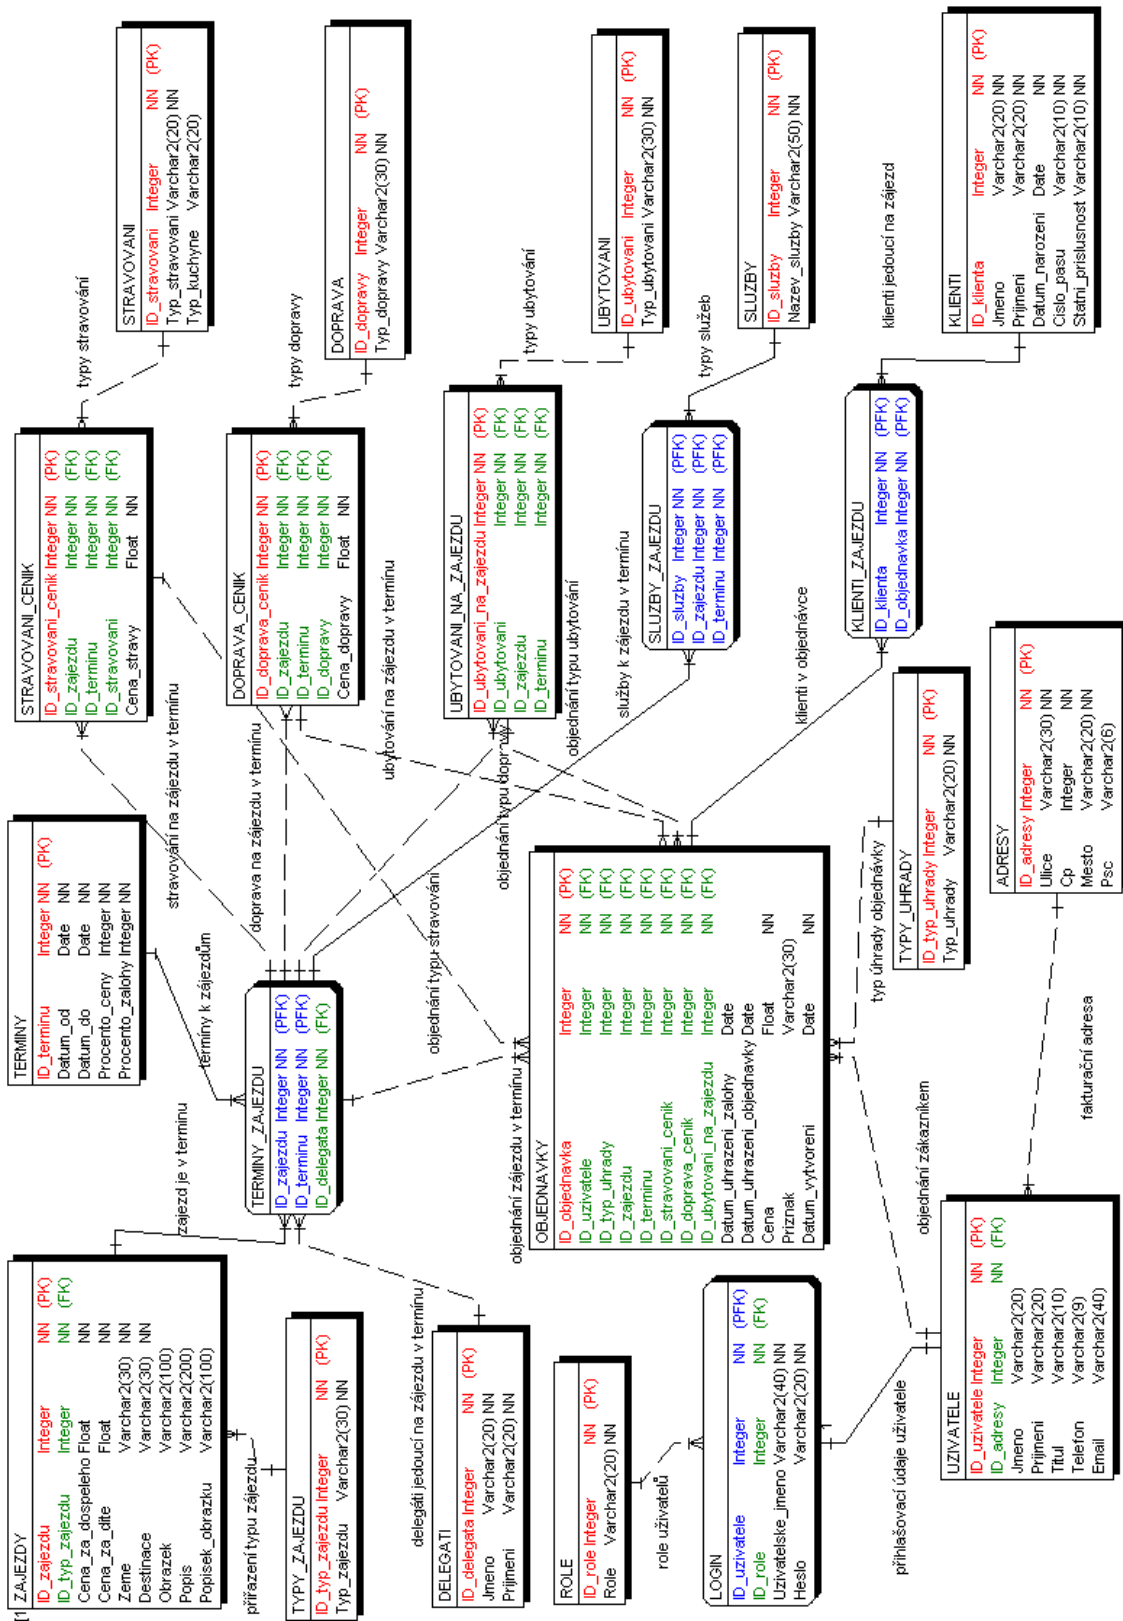 [1
ZAJEZDY
ID_zajezdu Integer NN (PK)
ID_typ_zajezdu Integer NN (FK)
Cena_za_dospeleho Float NN
Cena_za_dite Float NN
Zeme Varchar2(30) NN
Destinace Varchar2(30) NN
Obrazek Varchar2(100)
Popis Varchar2(200)
Popisek_obrazku Varchar2(100)
zajezd je v termínu
TERMINY
ID_terminu Integer NN (PK)
Datum_od Date NN
Datum_do Date NN
Procento_ceny Integer NN
Procento_zalohy Integer NN
termíny k zájezdům
stravování na zájezdu v termínu
STRAVOVANI_CENIK
ID_stravovani_cenik Integer NN (PK)
ID_zajezdu Integer NN (FK)
ID_terminu Integer NN (FK)
ID_stravovani Integer NN (FK)
Cena_stravy Float NN
typy stravování
STRAVOVANI
ID_stravovani Integer NN (PK)
Typ_stravovani Varchar2(20) NN
Typ_kuchyne Varchar2(20)
přiřazení typu zájezdu
TYPY_ZAJEZDU
ID_typ_zajezdu Integer NN (PK)
Typ_zajezdu Varchar2(30) NN
TERMINY_ZAJEZDU
ID_zajezdu Integer NN (PFK)
ID_terminu Integer NN (PFK)
ID_delegata Integer NN (FK)
doprava na zájezdu v termínu
DOPRAVA_CENIK
ID_doprava_cenik Integer NN (PK)
ID_zajezdu Integer NN (FK)
ID_terminu Integer NN (FK)
ID_dopravy Integer NN (FK)
Cena_dopravy Float NN
typy dopravy
DOPRAVA
ID_dopravy Integer NN (PK)
Typ_dopravy Varchar2(30) NN
delegáti jedoucí na zájezdu v termínu
ubytování na zájezdu v termínu
DELEGATI
ID_delegata Integer NN (PK)
Jmeno Varchar2(20) NN
Prijmeni Varchar2(20) NN
objednání typu stravování
UBYTOVANI_NA_ZAJEZDU
ID_ubytovani_na_zajezdu Integer NN (PK)
ID_ubytovani Integer NN (FK)
ID_zajezdu Integer NN (FK)
ID_terminu Integer NN (FK)
typy ubytování
UBYTOVANI
ID_ubytovani Integer NN (PK)
Typ_ubytovani Varchar2(30) NN
objednání zájezdu v termínu
objednání typu dopravy
objednání typu ubytování
OBJEDNAVKY
ID_objednavka Integer NN (PK)
ID_uzivatele Integer NN (FK)
ID_typ_uhrady Integer NN (FK)
ID_zajezdu Integer NN (FK)
ID_terminu Integer NN (FK)
ID_stravovani_cenik Integer NN (FK)
ID_doprava_cenik Integer NN (FK)
ID_ubytovani_na_zajezdu Integer NN (FK)
Datum_uhrazeni_zalohy Date
Datum_uhrazeni_objednavky Date
Cena Float NN
Priznak Varchar2(30)
Datum_vytvoreni Date NN
ROLE
ID_role Integer NN (PK)
Role Varchar2(20) NN
role uživatelů
služby k zájezdu v termínu
SLUZBY_ZAJEZDU
ID_sluzby Integer NN (PFK)
ID_zajezdu Integer NN (PFK)
ID_terminu Integer NN (PFK)
typy služeb
SLUZBY
ID_sluzby Integer NN (PK)
Nazev_sluzby Varchar2(50) NN
LOGIN
ID_uzivatele Integer NN (PFK)
ID_role Integer NN (FK)
Uzivatelske_jmeno Varchar2(40) NN
Heslo Varchar2(20) NN
klienti v objednávce
KLIENTI_ZAJEZDU
ID_klienta Integer NN (PFK)
ID_objednavka Integer NN (PFK)
klienti jedoucí na zájezd
KLIENTI
ID_klienta Integer NN (PK)
Jmeno Varchar2(20) NN
Prijmeni Varchar2(20) NN
Datum_narozeni Date NN
Cislo_pasu Varchar2(10) NN
Statni_prislusnost Varchar2(10) NN
typ úhrady objednávky
TYPY_UHRADY
ID_typ_uhrady Integer NN (PK)
Typ_uhrady Varchar2(20) NN
přihlašovací údaje uživatele
objednání zákazníkem
UZIVATELE
ID_uzivatele Integer NN (PK)
ID_adresy Integer NN (FK)
Jmeno Varchar2(20)
Prijmeni Varchar2(20)
Titul Varchar2(10)
Telefon Varchar2(9)
Email Varchar2(40)
fakturační adresa
ADRESY
ID_adresy Integer NN (PK)
Ulice Varchar2(30) NN
Cp Integer NN
Mesto Varchar2(20) NN
Psc Varchar2(6)